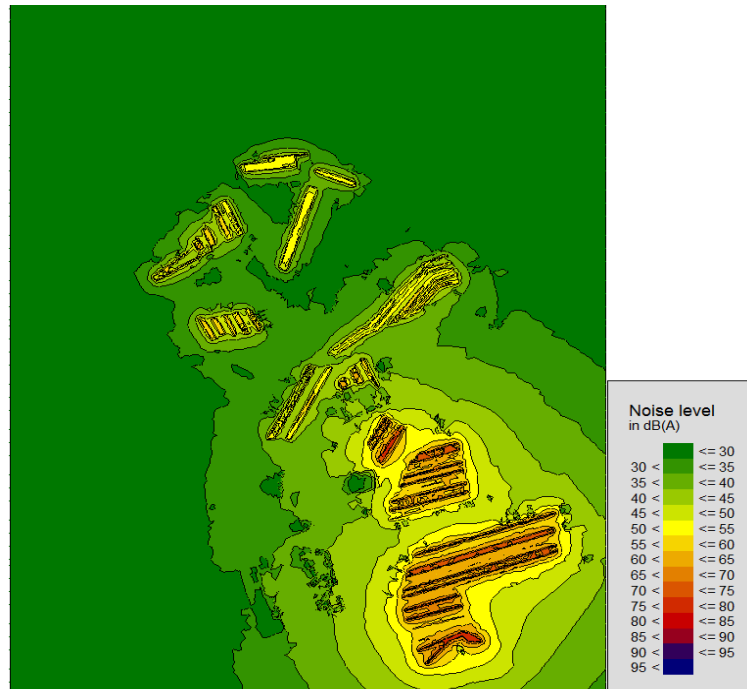 Noise level
in dB(A)
<= 30
30 < <= 35
35 < <= 40
40 < <= 45
45 < <= 50
50 < <= 55
55 < <= 60
60 < <= 65
65 < <= 70
70 < <= 75
75 < <= 80
80 < <= 85
85 < <= 90
90 < <= 95
95 <